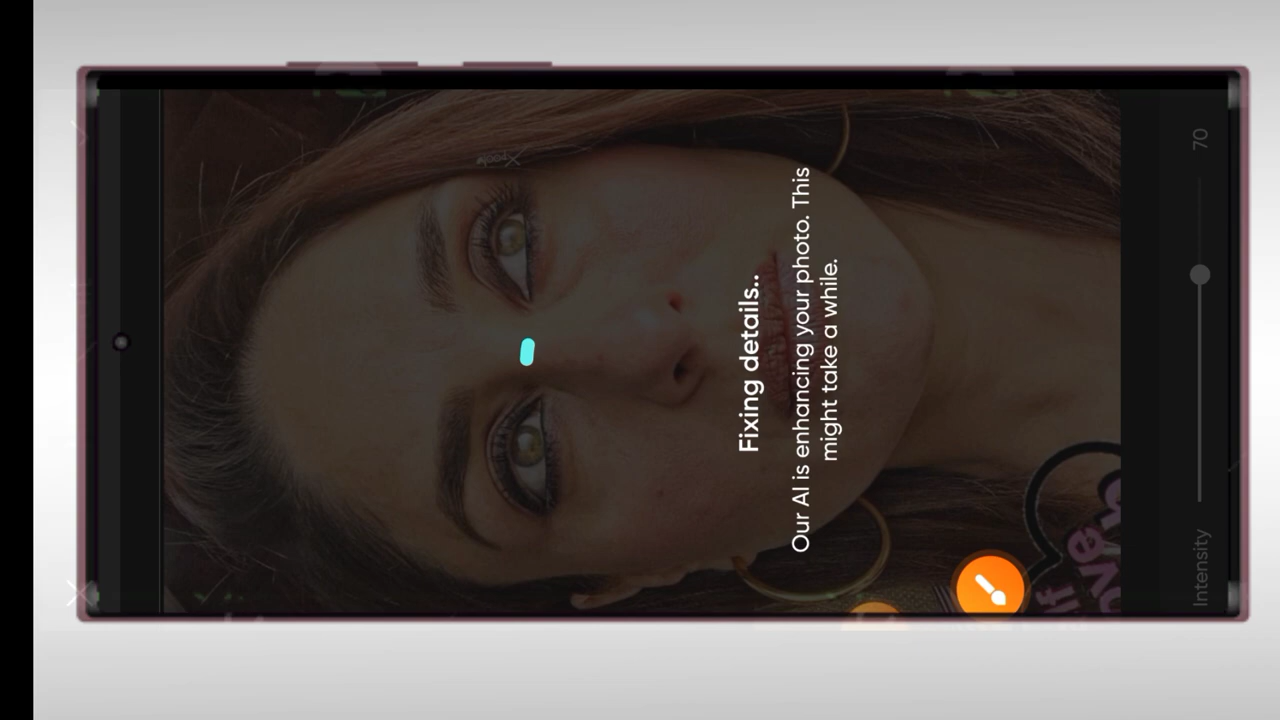 Fixing details..
Our AI is enhancing your photo. This
might take a while.
Intensity
70